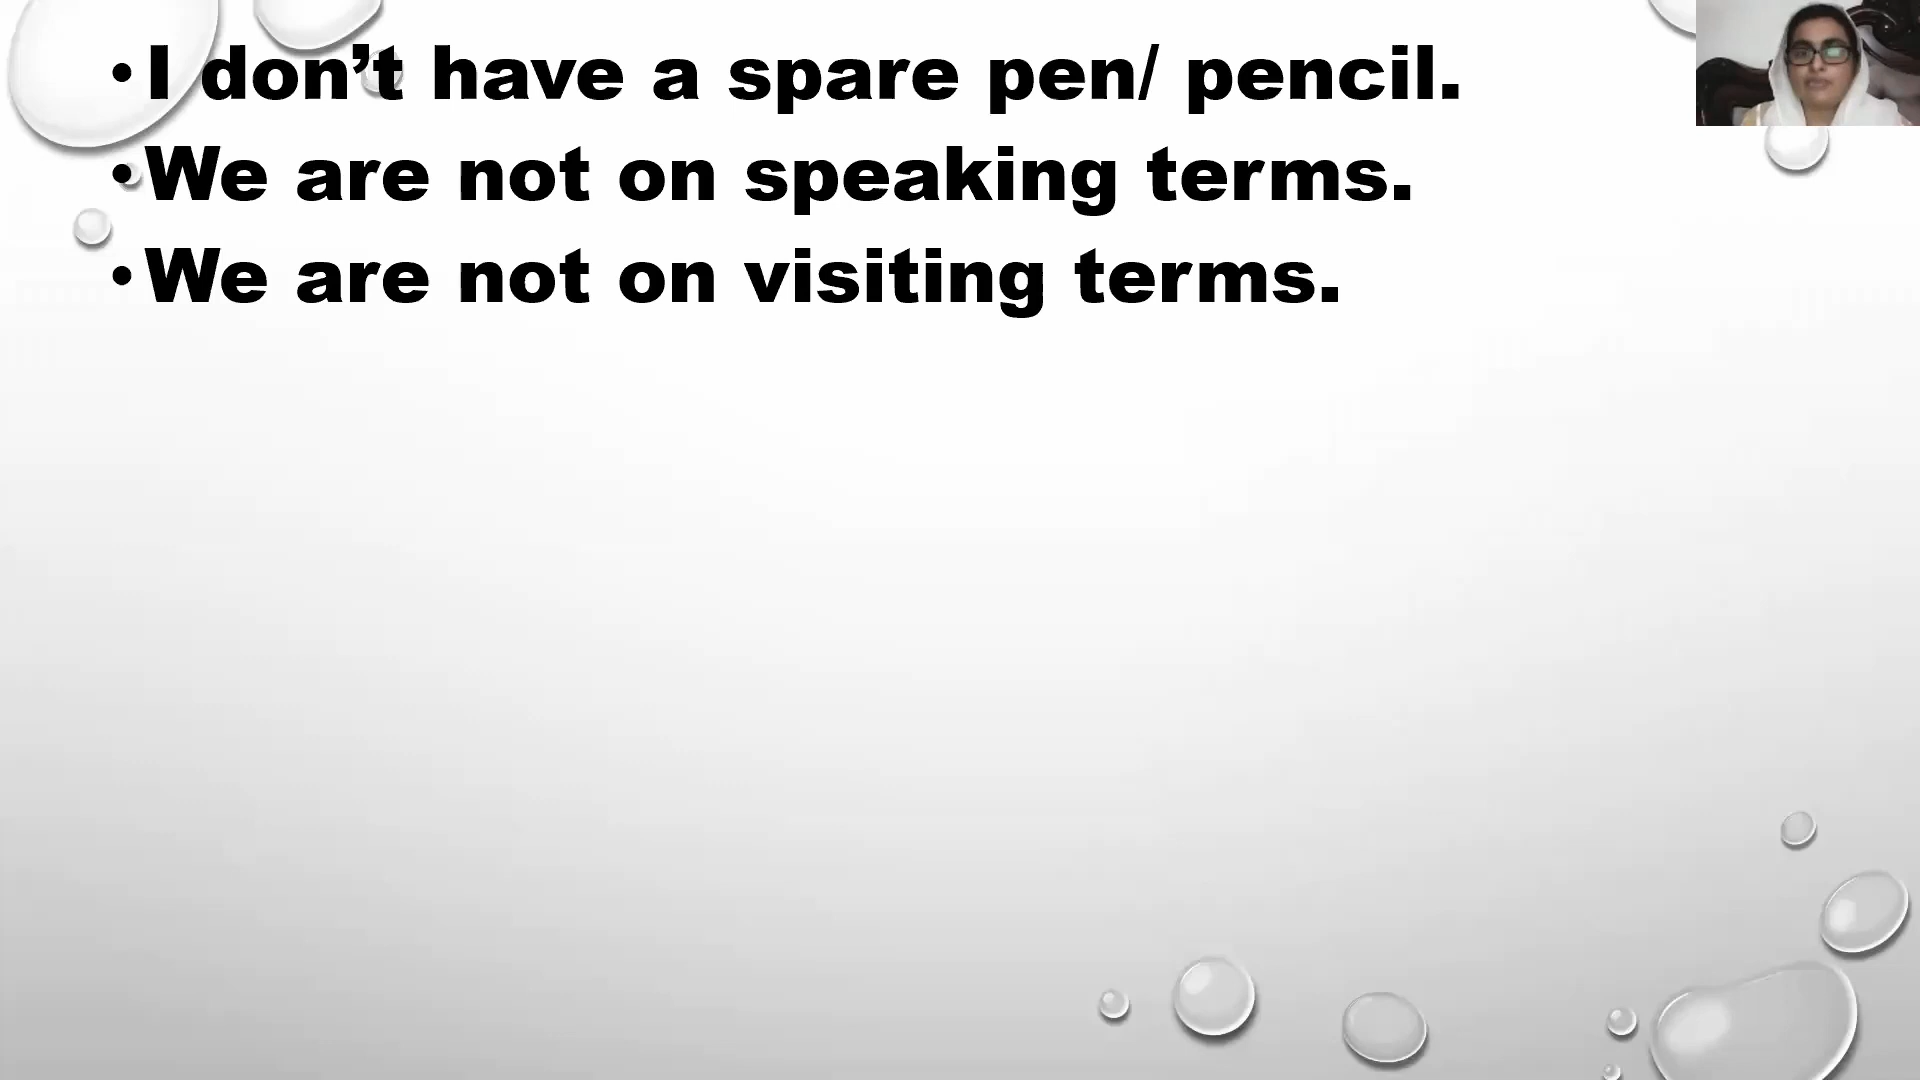 • I don’t have a spare pen/ pencil.
• We are not on speaking terms.
• We are not on visiting terms.